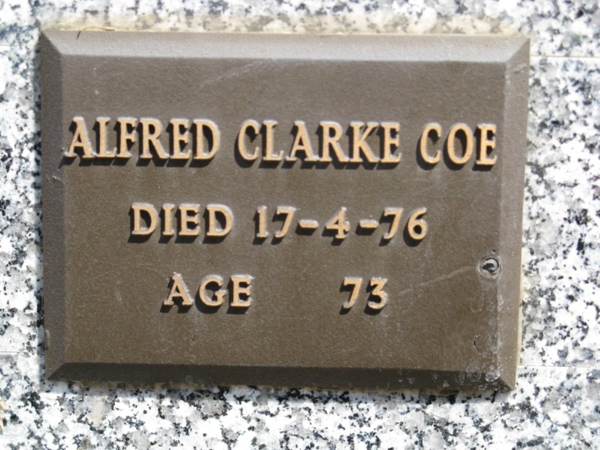 ALFRED CLARKE COE
DIED 17-4-76
AGE 73